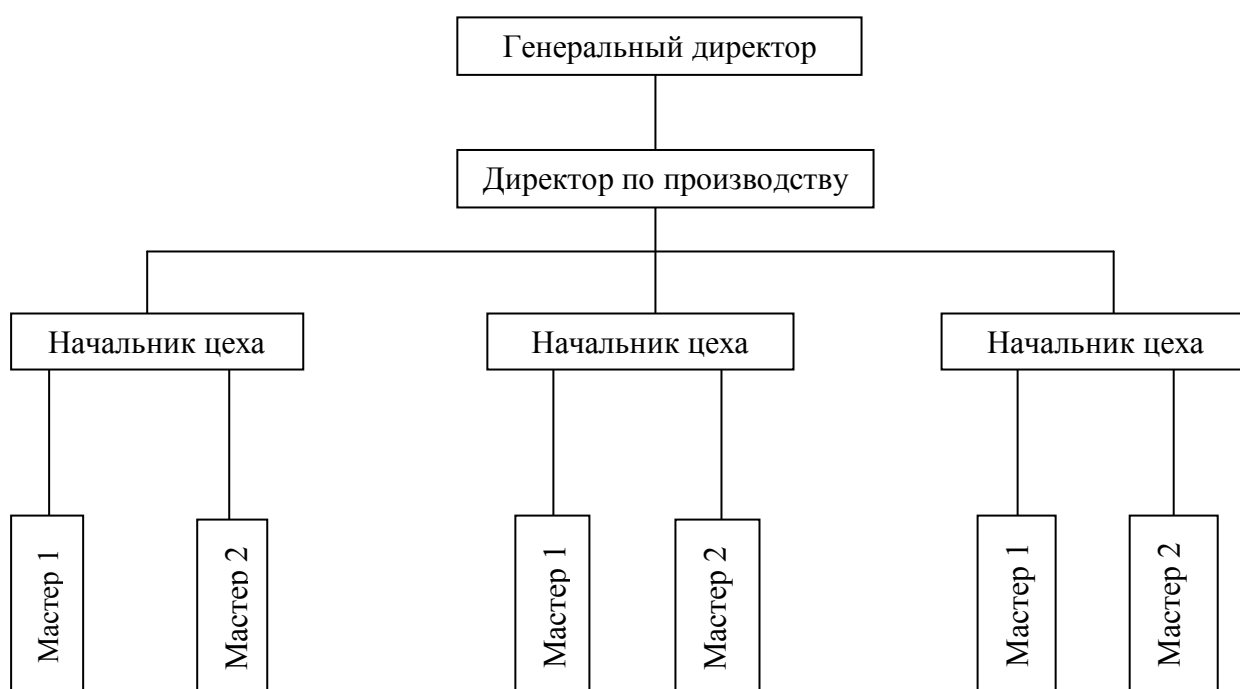 Генеральный директор
Директор по производству
Начальник цеха
Начальник цеха
Начальник цеха
Мастер 1
Мастер 2
Мастер 1
Мастер 2
Мастер 1
Мастер 2